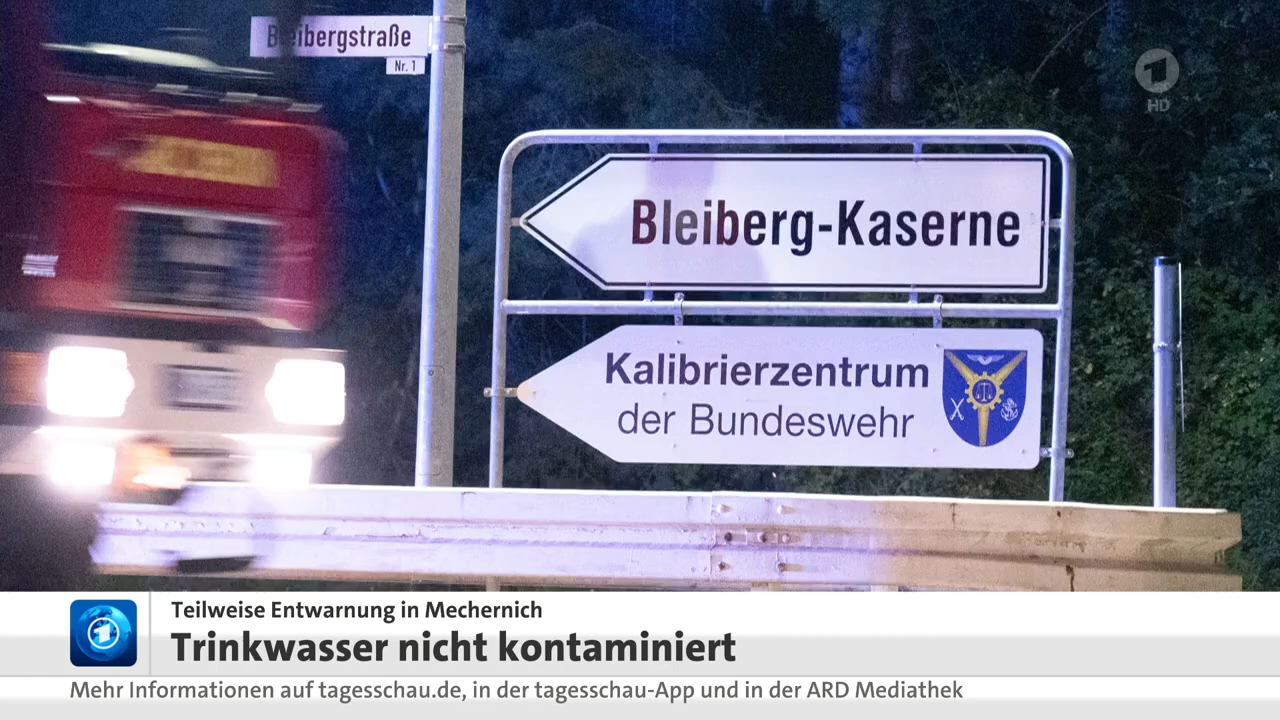 Bleibergstraße
Nr. 1
1
HD
Bleiberg-Kaserne
Kalibrierzentrum
der Bundeswehr
Teilweise Entwarnung in Mechernich
Trinkwasser nicht kontaminiert
Mehr Informationen auf tagesschau.de, in der tagesschau-App und in der ARD Mediathek